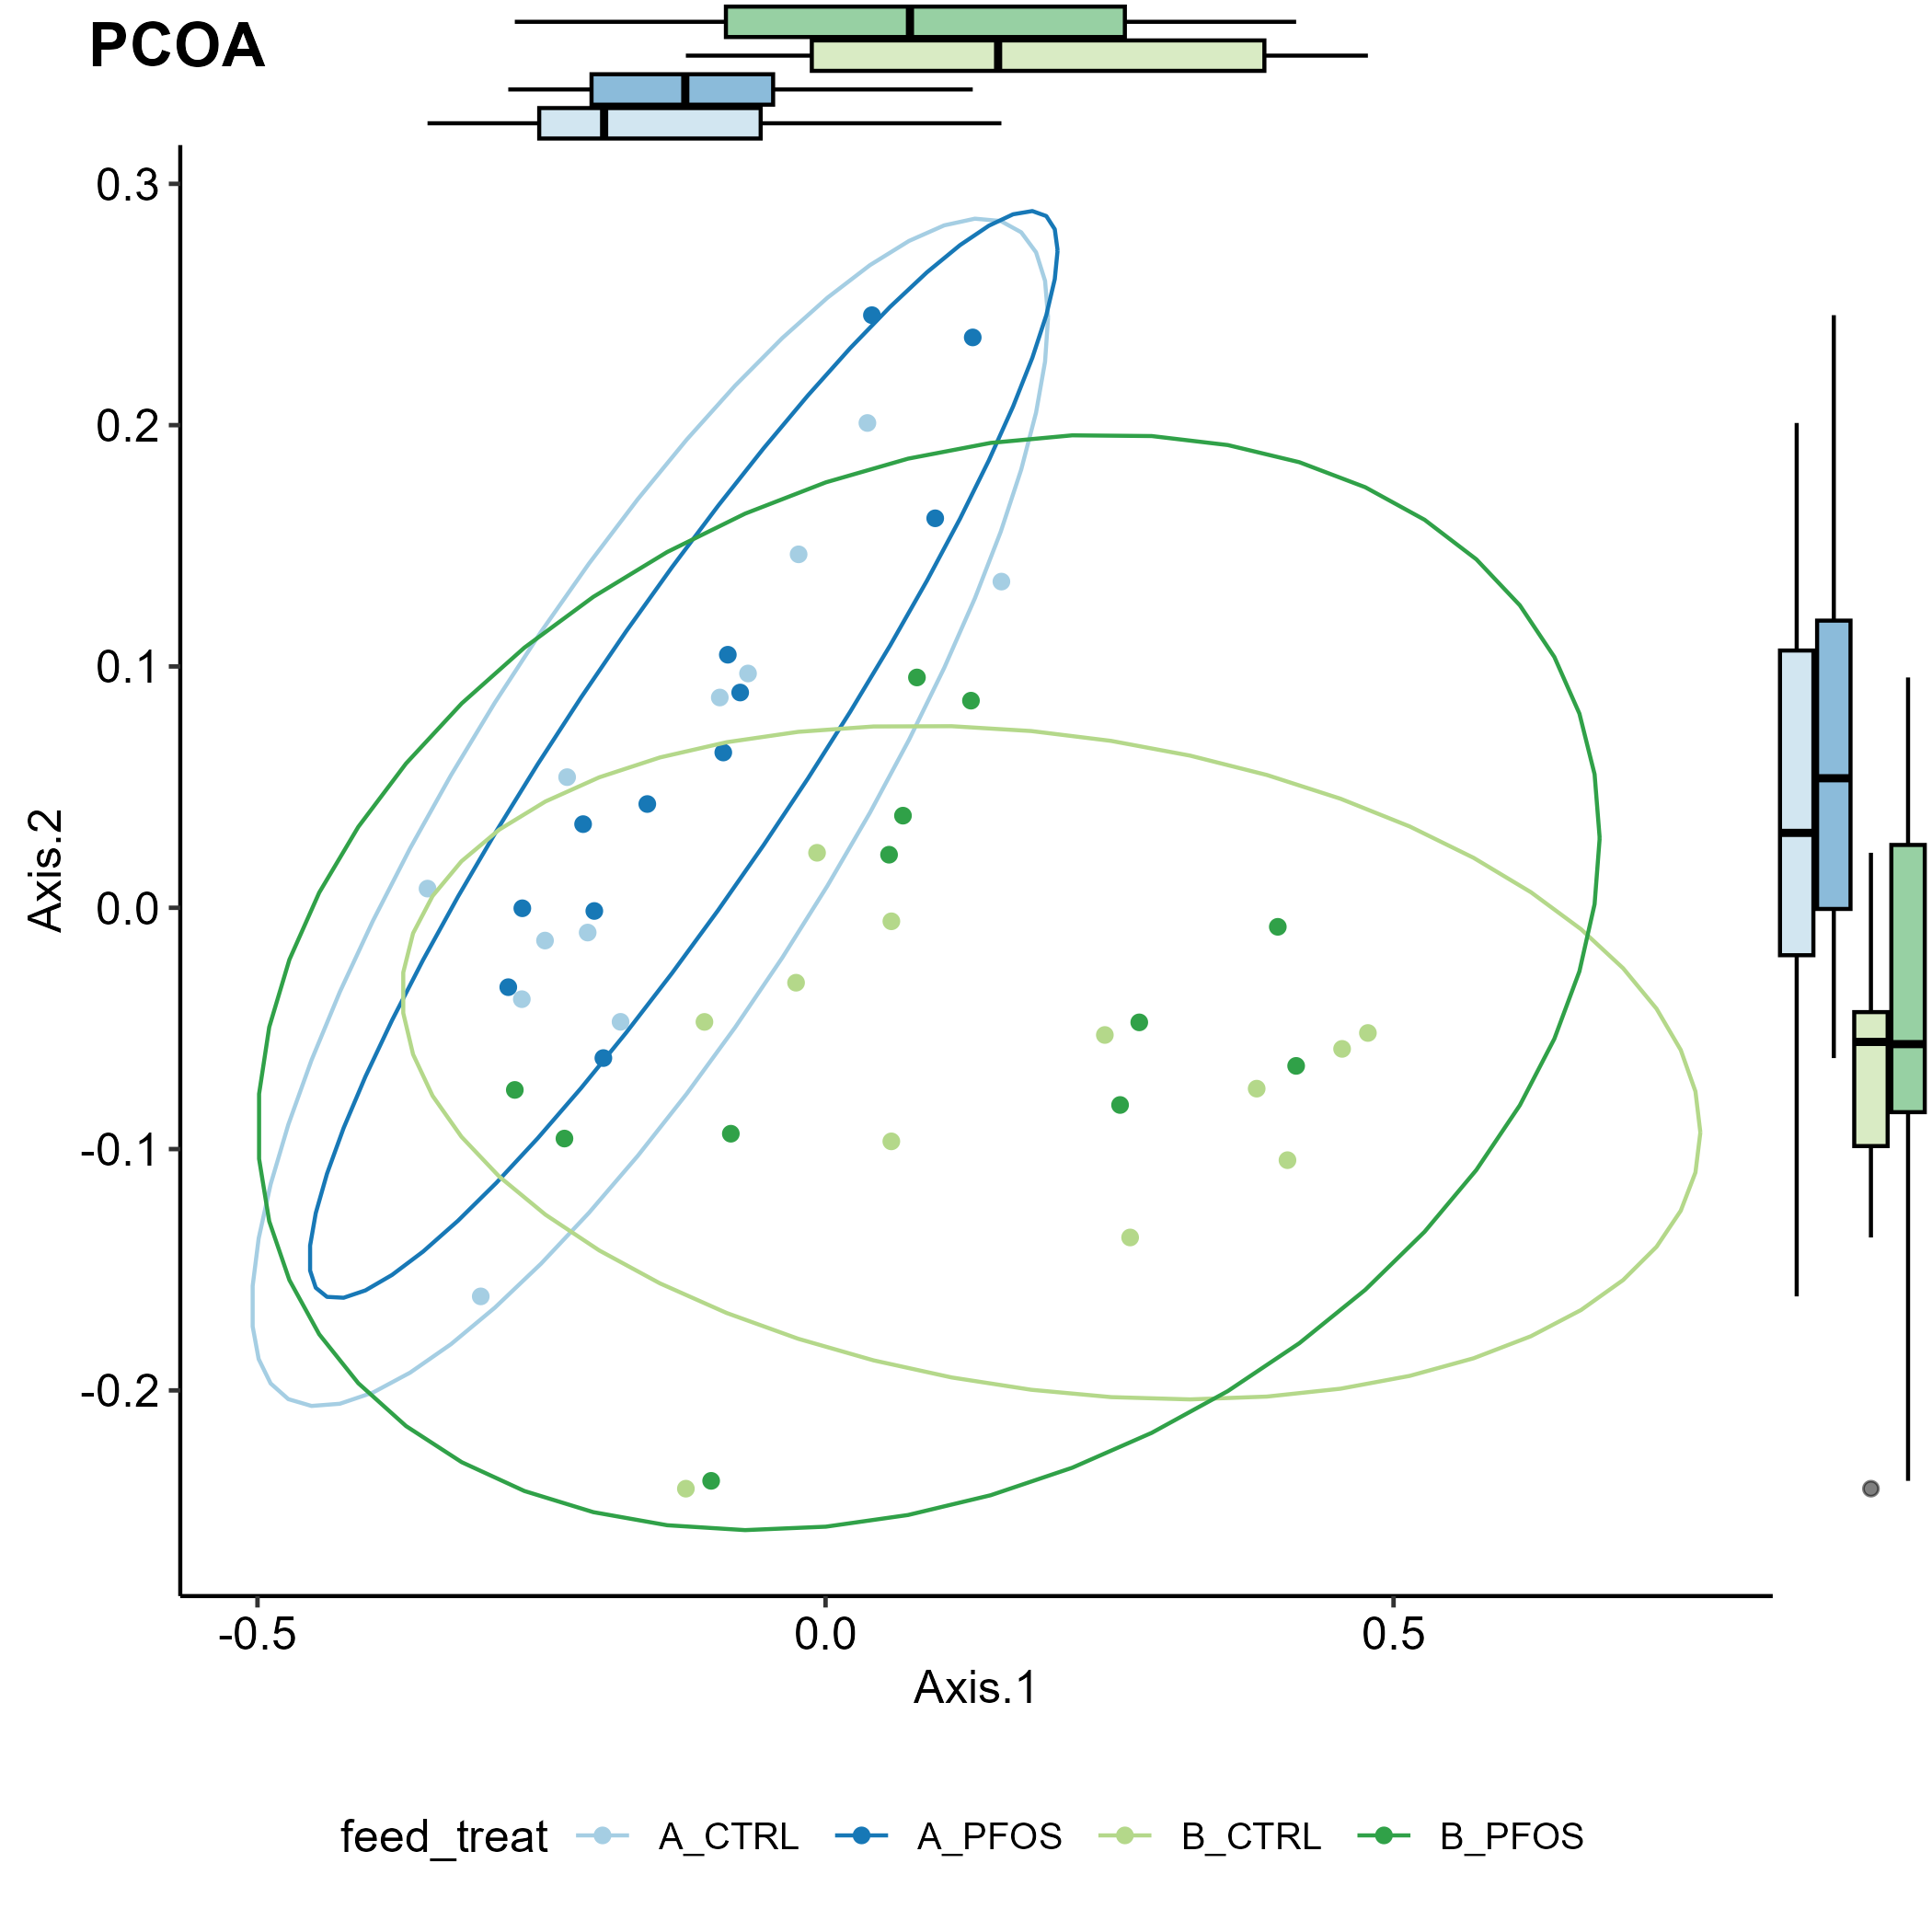 PCOA
0.3
0.2
0.1
0.0
-0.1
-0.2
Axis.2
-0.5 0.0 0.5
Axis.1
feed_treat A_CTRL A_PFOS B_CTRL B_PFOS